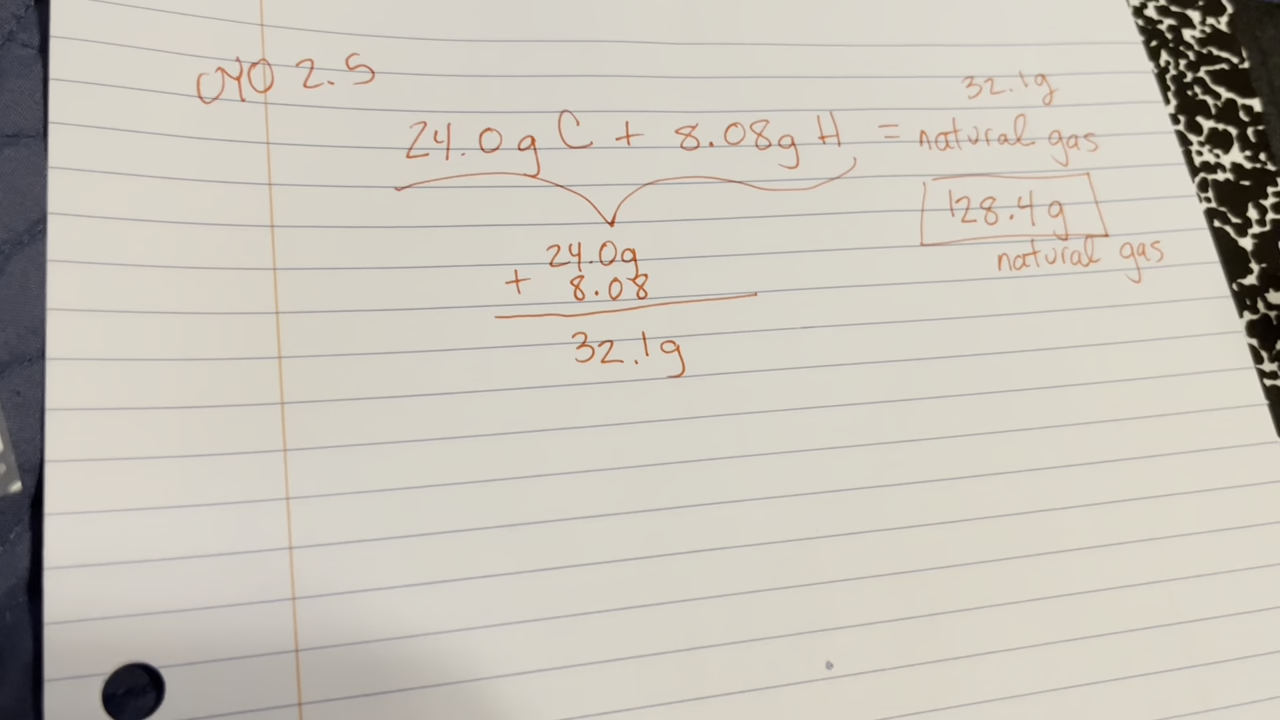 OYO 2.5
32.1g
24.0g C + 8.08g H = natural gas
128.4g
natural gas
24.0g
+ 8.08
32.1g